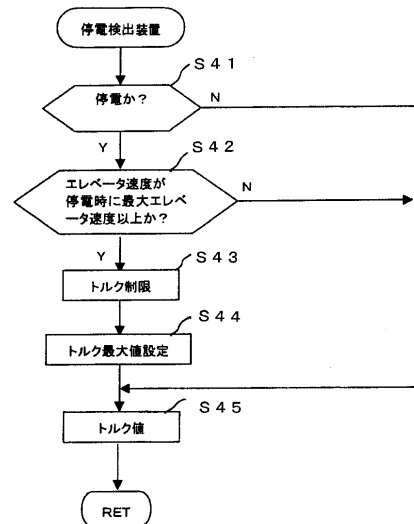 停電検出装置
S41
停電か?
N
Y
S42
エレベータ速度が
停電時に最大エレベ
ータ速度以上か?
N
Y
S43
トルク制限
S44
トルク最大値設定
S45
トルク値
RET